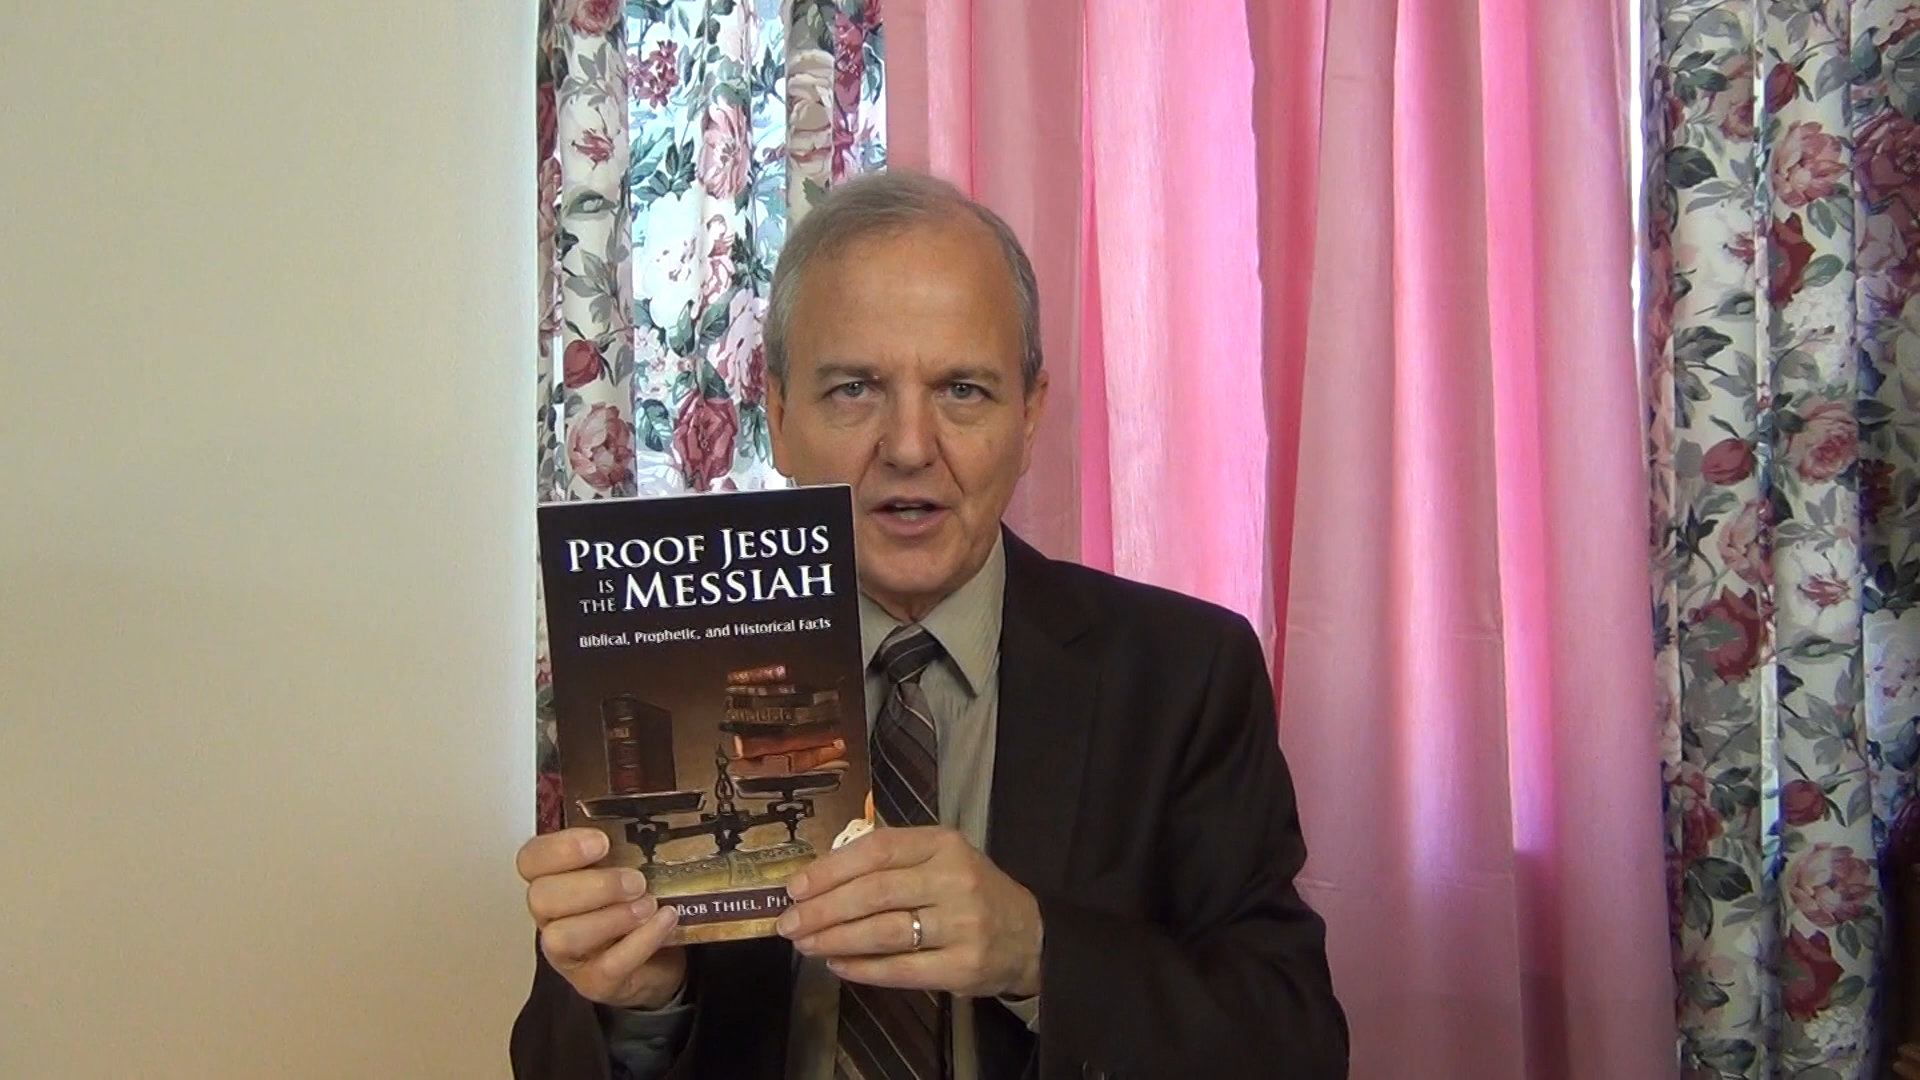 PROOF JESUS
IS
THE MESSIAH
Biblical, Prophetic, and Historical Facts
BOB THIEL, PH